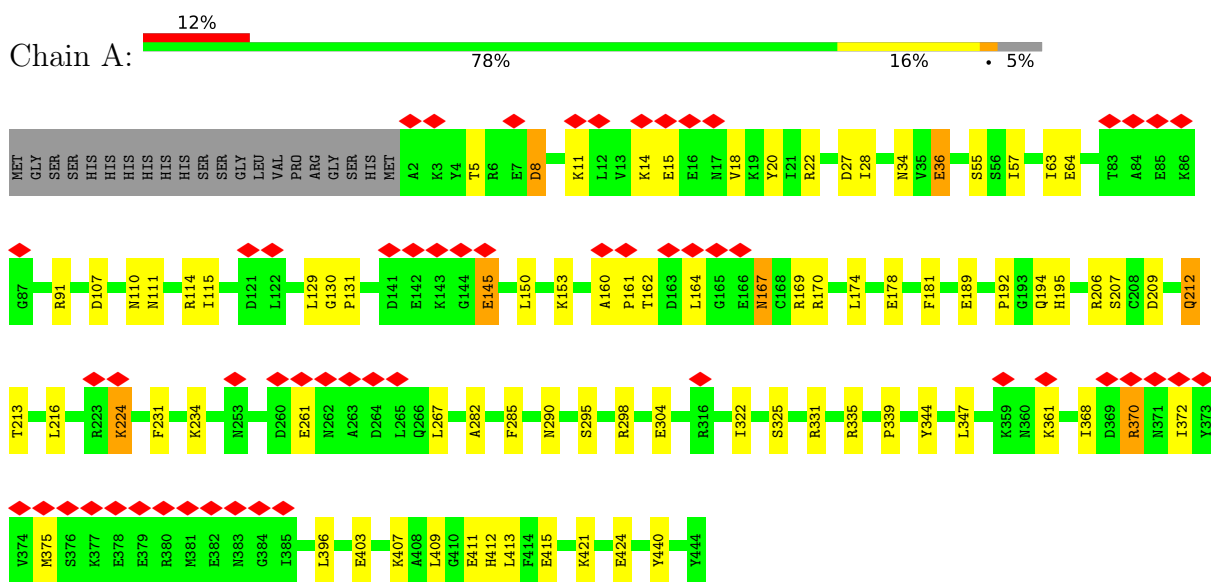 12%
Chain A:
78% 16% • 5%
MET GLY SER SER HIS HIS HIS HIS HIS HIS SER SER GLY LEU VAL PRO ARG GLY SER HIS MET A2 K3 Y4 T5 R6 E7 D8 K11 L12 V13 K14 E15 E16 N17 V18 K19 Y20 I21 R22 D27 I28 N34 V35 E36 S55 S56 I57 I63 E64 T83 A84 E85 K86
G87 R91 D107 N110 N111 R114 I115 D121 L122 L129 G130 P131 D141 E142 K143 G144 E145 L150 K153 A160 P161 T162 D163 L164 G165 E166 N167 C168 R169 R170 L174 E178 F181 E189 P192 G193 Q194 H195 R206 S207 C208 D209 Q212
T213 L216 R223 K224 F231 K234 N253 D260 E261 N262 A263 D264 L265 Q266 L267 A282 F285 N290 S295 R298 E304 R316 I322 S325 R331 R335 P339 Y344 L347 K359 N360 K361 I368 D369 R370 N371 I372 Y373
V374 M375 S376 K377 E378 E379 R380 M381 E382 N383 G384 I385 L396 E403 K407 A408 L409 G410 E411 H412 L413 F414 E415 K421 E424 Y440 Y444